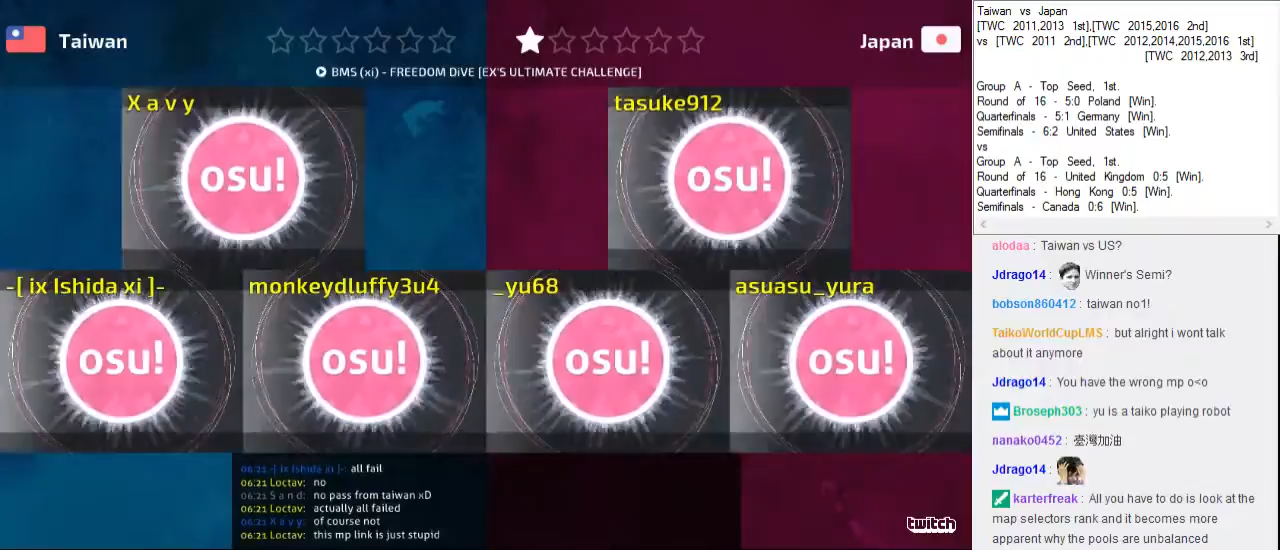 Taiwan
Japan
BMS (xi) - FREEDOM DiVE [EX'S ULTIMATE CHALLENGE]
X a v y
osu!
tasuke912
osu!
-[ ix Ishida xi ]-
osu!
monkeydluffy3u4
osu!
_yu68
osu!
asuasu_yura
osu!
06:21 -[ ix Ishida xi ]-: all fail
06:21 Loctav: no
06:21 S a n d: no pass from taiwan xD
06:21 Loctav: actually all failed
06:21 X a v y: of course not
06:21 Loctav: this mp link is just stupid
twitch
Taiwan vs Japan
[TWC 2011,2013 1st],[TWC 2015,2016 2nd]
vs [TWC 2011 2nd],[TWC 2012,2014,2015,2016 1st]
[TWC 2012,2013 3rd]
Group A - Top Seed, 1st.
Round of 16 - 5:0 Poland [Win].
Quarterfinals - 5:1 Germany [Win].
Semifinals - 6:2 United States [Win].
vs
Group A - Top Seed, 1st.
Round of 16 - United Kingdom 0:5 [Win].
Quarterfinals - Hong Kong 0:5 [Win].
Semifinals - Canada 0:6 [Win].
alodaa : Taiwan vs US?
Jdrago14 : Winner's Semi?
bobson860412 : taiwan no1!
TaikoWorldCupLMS : but alright i wont talk
about it anymore
Jdrago14 : You have the wrong mp o<o
Broseph303 : yu is a taiko playing robot
nanako0452 : 臺灣加油
Jdrago14 :
karterfreak : All you have to do is look at the
map selectors rank and it becomes more
apparent why the pools are unbalanced